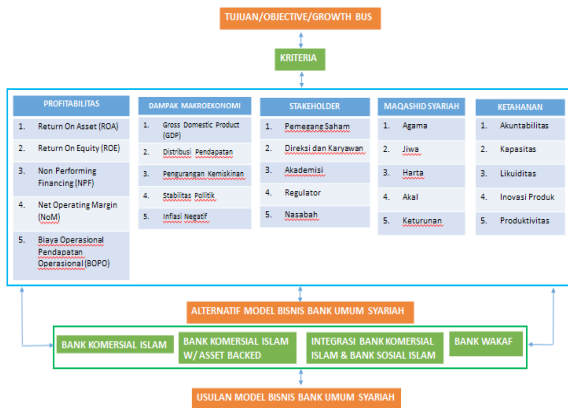 TUJUAN/OBJECTIVE/GROWTH BUS
KRITERIA
PROFITABILITAS
1. Return On Asset (ROA)
2. Return On Equity (ROE)
3. Non Performing
Financing (NPF)
4. Net Operating Margin
(NoM)
5. Biaya Operasional
Pendapatan
Operasional (BOPO)
DAMPAK MAKROEKONOMI
1. Gross Domestic Product
(GDP)
2. Distribusi Pendapatan
3. Pengurangan Kemiskinan
4. Stabilitas Politik
5. Inflasi Negatif
STAKEHOLDER
1. Pemegang Saham
2. Direksi dan Karyawan
3. Akademisi
4. Regulator
5. Nasabah
MAQASHID SYARIAH
1. Agama
2. Jiwa
3. Harta
4. Akal
5. Keturunan
KETAHANAN
1. Akuntabilitas
2. Kapasitas
3. Likuiditas
4. Inovasi Produk
5. Produktivitas
ALTERNATIF MODEL BISNIS BANK UMUM SYARIAH
BANK KOMERSIAL ISLAM
BANK KOMERSIAL ISLAM
W/ ASSET BACKED
INTEGRASI BANK KOMERSIAL
ISLAM & BANK SOSIAL ISLAM
BANK WAKAF
USULAN MODEL BISNIS BANK UMUM SYARIAH